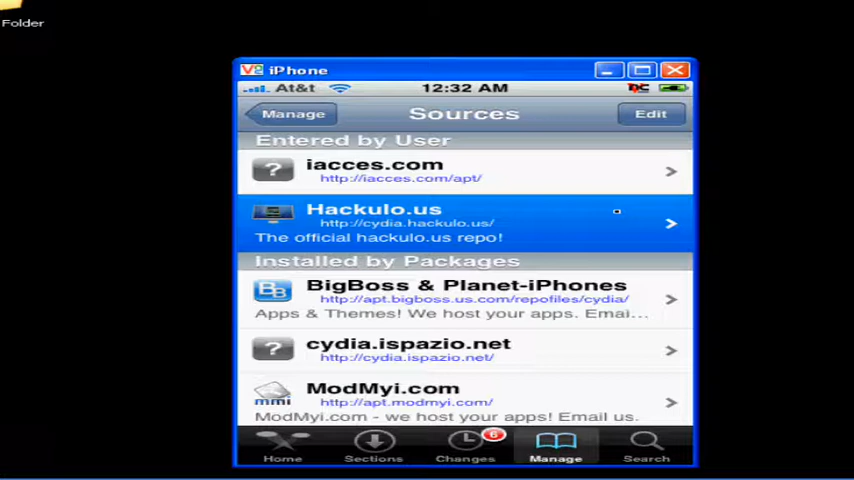 Folder
V2 iPhone
At&t 12:32 AM
Manage Sources Edit
Entered by User
iacces.com
http://iacces.com/apt/
Hackulo.us
http://cydia.hackulo.us/
The official hackulo.us repo!
Installed by Packages
BigBoss & Planet-iPhones
http://apt.bigboss.us.com/repofiles/cydia/
Apps & Themes! We host your apps. Emai...
cydia.ispazio.net
http://cydia.ispazio.net/
ModMyi.com
http://apt.modmyi.com/
mmi
ModMyi.com - we host your apps! Email us.
6
Home Sections Changes Manage Search